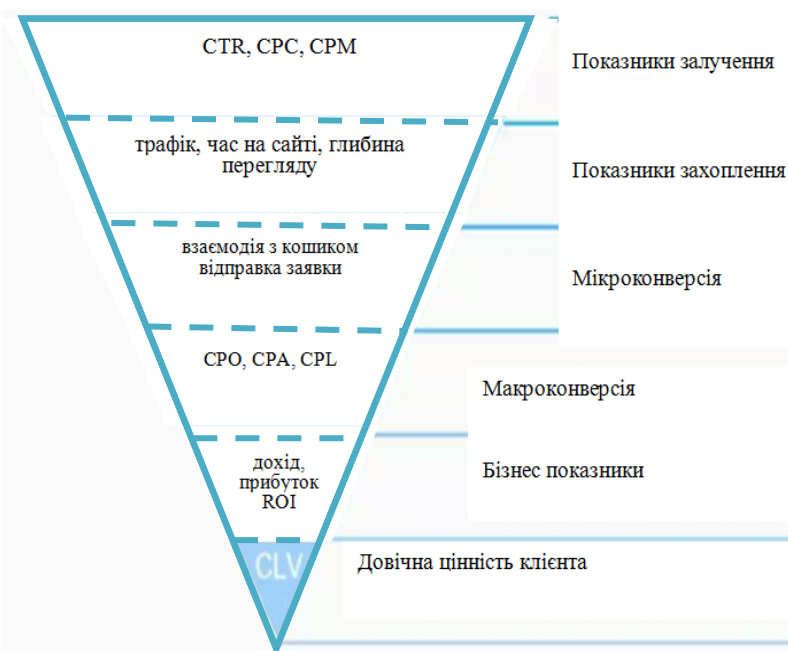 CTR, CPC, CPM
Показники залучення
трафік, час на сайті, глибина
перегляду
Показники захоплення
взаємодія з кошиком
відправка заявки
Мікроконверсія
CPO, CPA, CPL
Макроконверсія
дохід,
прибуток
ROI
Бізнес показники
CLV
Довічна цінність клієнта